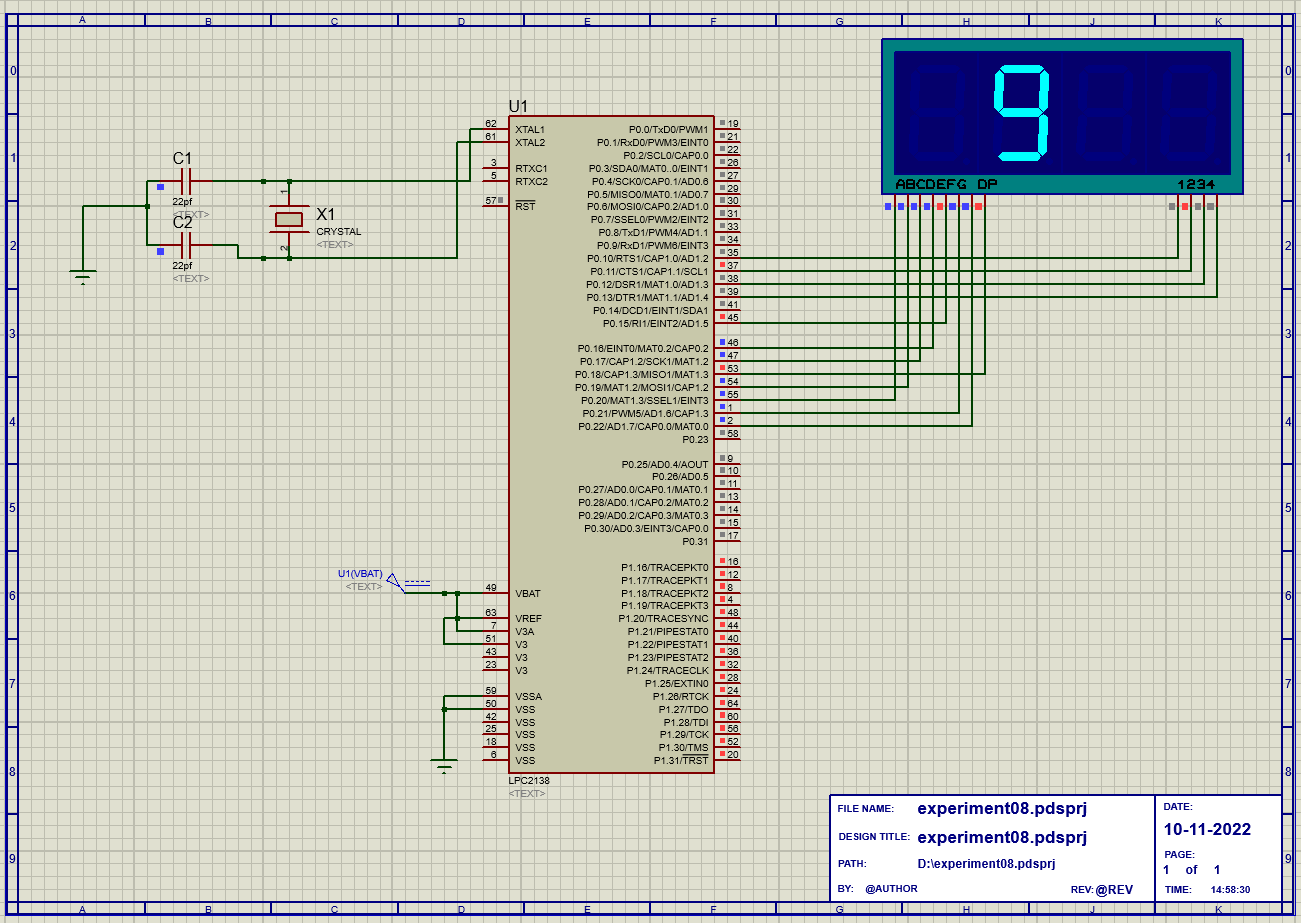 A B C D E F G H J K
0 0
9
ABCDEFG DP 1234
U1
62 XTAL1 P0.0/TxD0/PWM1 19
61 XTAL2 P0.1/RxD0/PWM3/EINT0 21
P0.2/SCL0/CAP0.0 22
3 RTXC1 P0.3/SDA0/MAT0..0/EINT1 26
5 RTXC2 P0.4/SCK0/CAP0.1/AD0.6 27
P0.5/MISO0/MAT0.1/AD0.7 29
57 RST P0.6/MOSI0/CAP0.2/AD1.0 30
P0.7/SSEL0/PWM2/EINT2 31
P0.8/TxD1/PWM4/AD1.1 33
P0.9/RxD1/PWM6/EINT3 34
P0.10/RTS1/CAP1.0/AD1.2 35
P0.11/CTS1/CAP1.1/SCL1 37
P0.12/DSR1/MAT1.0/AD1.3 38
P0.13/DTR1/MAT1.1/AD1.4 39
P0.14/DCD1/EINT1/SDA1 41
P0.15/RI1/EINT2/AD1.5 45
P0.16/EINT0/MAT0.2/CAP0.2 46
P0.17/CAP1.2/SCK1/MAT1.2 47
P0.18/CAP1.3/MISO1/MAT1.3 53
P0.19/MAT1.2/MOSI1/CAP1.2 54
P0.20/MAT1.3/SSEL1/EINT3 55
P0.21/PWM5/AD1.6/CAP1.3 1
P0.22/AD1.7/CAP0.0/MAT0.0 2
P0.23 58
P0.25/AD0.4/AOUT 9
P0.26/AD0.5 10
P0.27/AD0.0/CAP0.1/MAT0.1 11
P0.28/AD0.1/CAP0.2/MAT0.2 13
P0.29/AD0.2/CAP0.3/MAT0.3 14
P0.30/AD0.3/EINT3/CAP0.0 15
P0.31 17
P1.16/TRACEPKT0 16
P1.17/TRACEPKT1 12
49 VBAT P1.18/TRACEPKT2 8
P1.19/TRACEPKT3 4
63 VREF P1.20/TRACESYNC 48
7 V3A P1.21/PIPESTAT0 44
51 V3 P1.22/PIPESTAT1 40
43 V3 P1.23/PIPESTAT2 36
23 V3 P1.24/TRACECLK 32
P1.25/EXTIN0 28
59 VSSA P1.26/RTCK 24
50 VSS P1.27/TDO 64
42 VSS P1.28/TDI 60
25 VSS P1.29/TCK 56
18 VSS P1.30/TMS 52
6 VSS P1.31/TRST 20
LPC2138
<TEXT>
C1
22pf
<TEXT>
C2
22pf
<TEXT>
1
X1
CRYSTAL
<TEXT>
2
U1(VBAT)
<TEXT>
1 1
2 2
3 3
4 4
5 5
6 6
7 7
8 8
9 9
FILE NAME: experiment08.pdsprj
DESIGN TITLE: experiment08.pdsprj
PATH: D:\experiment08.pdsprj
BY: @AUTHOR REV: @REV
DATE:
10-11-2022
PAGE:
1 of 1
TIME: 14:58:30
A B C D E F G H J K